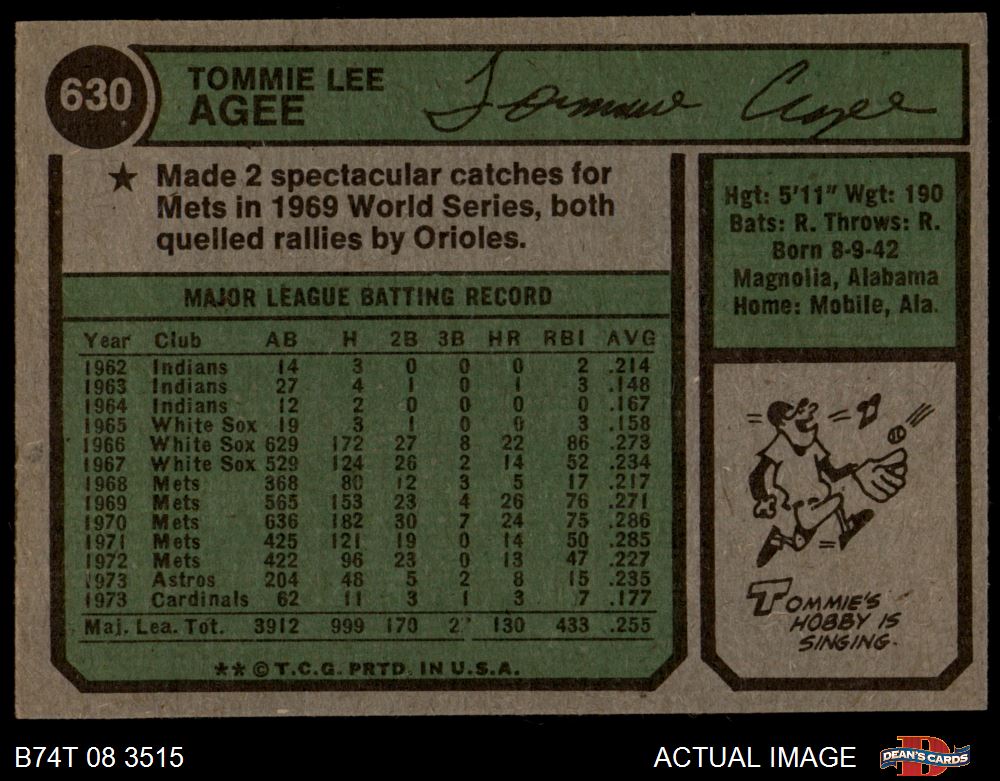 630
TOMMIE LEE
AGEE
Tommie Agee
★ Made 2 spectacular catches for
Mets in 1969 World Series, both
quelled rallies by Orioles.
MAJOR LEAGUE BATTING RECORD
Year Club AB H 2B 3B HR RBI AVG
1962 Indians 14 3 0 0 0 2 .214
1963 Indians 27 4 1 0 1 3 .148
1964 Indians 12 2 0 0 0 0 .167
1965 White Sox 19 3 1 0 0 3 .158
1966 White Sox 629 172 27 8 22 86 .273
1967 White Sox 529 124 26 2 14 52 .234
1968 Mets 368 80 12 3 5 17 .217
1969 Mets 565 153 23 4 26 76 .271
1970 Mets 636 182 30 7 24 75 .286
1971 Mets 425 121 19 0 14 50 .285
1972 Mets 422 96 23 0 13 47 .227
1973 Astros 204 48 5 2 8 15 .235
1973 Cardinals 62 11 3 1 3 7 .177
Maj. Lea. Tot. 3912 999 170 130 433 .255
** © T.C.G. PRTD. IN U.S.A.
Hgt: 5'11" Wgt: 190
Bats: R. Throws: R.
Born 8-9-42
Magnolia, Alabama
Home: Mobile, Ala.
TOMMIE'S
HOBBY IS
SINGING.
B74T 08 3515
ACTUAL IMAGE
DEAN'S CARDS